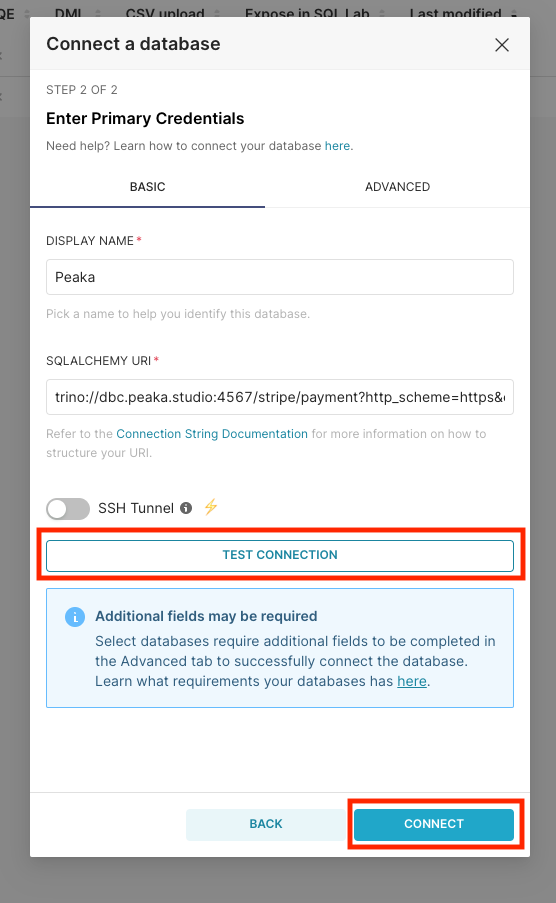 QE DML CSV upload Expose in SQL Lab Last modified
Connect a database
STEP 2 OF 2
Enter Primary Credentials
Need help? Learn how to connect your database here.
BASIC ADVANCED
DISPLAY NAME*
Peaka
Pick a name to help you identify this database.
SQLALCHEMY URI*
trino://dbc.peaka.studio:4567/stripe/payment?http_scheme=https&
Refer to the Connection String Documentation for more information on how to
structure your URI.
SSH Tunnel
TEST CONNECTION
Additional fields may be required
Select databases require additional fields to be completed in
the Advanced tab to successfully connect the database.
Learn what requirements your databases has here.
BACK CONNECT